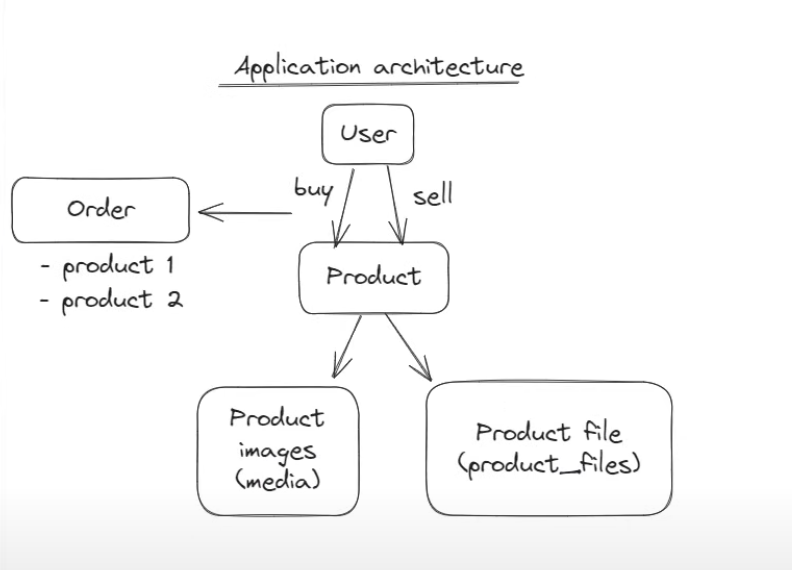 Application architecture
User
buy
sell
Order
- product 1
- product 2
Product
Product
images
(media)
Product file
(product_files)